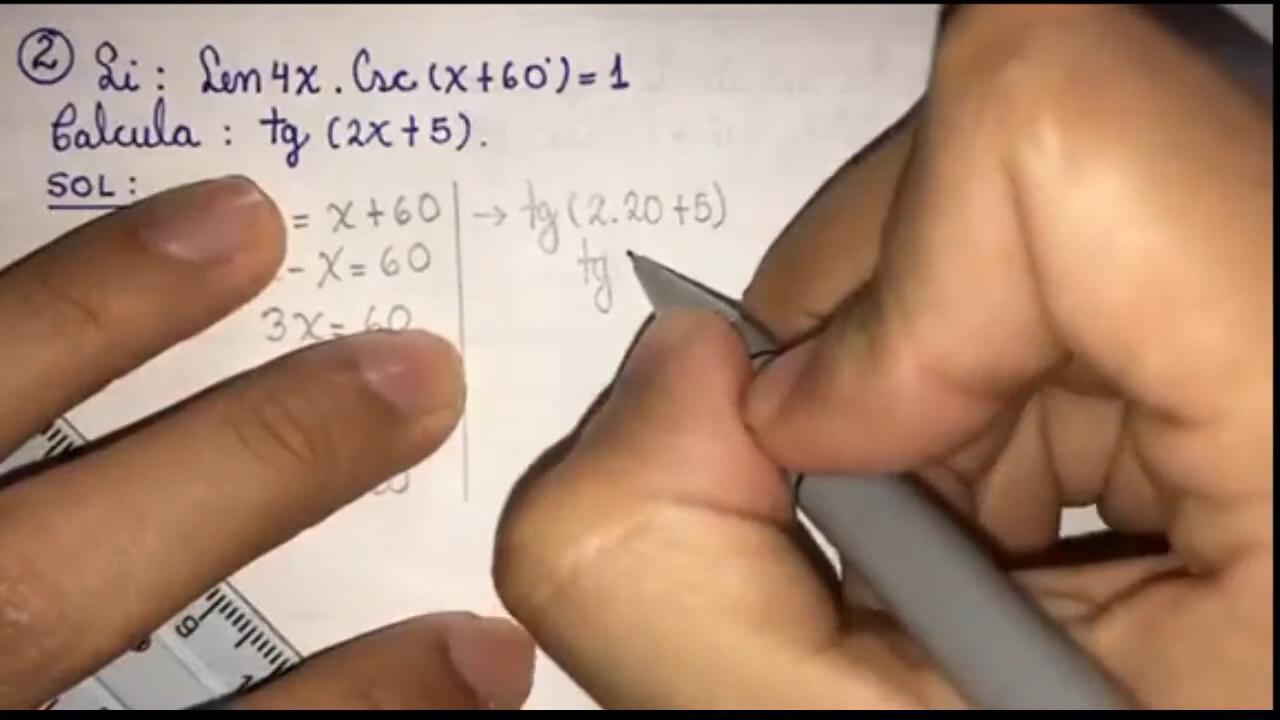 ② Si: Sen 4x . Csc (x+60°) = 1
Calcula: tg (2x+5).
SOL:
= x+60
- x = 60
3x = 60
→ tg (2.20+5)
tg
9